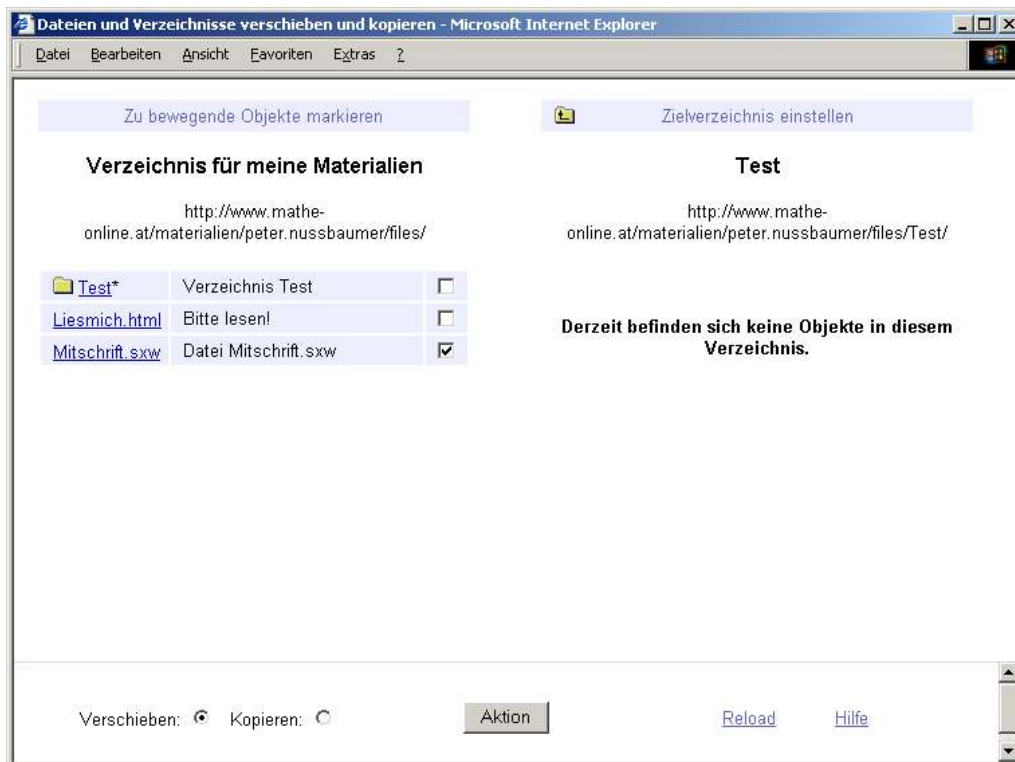 Dateien und Verzeichnisse verschieben und kopieren - Microsoft Internet Explorer
Datei Bearbeiten Ansicht Favoriten Extras ?
Zu bewegende Objekte markieren
Verzeichnis für meine Materialien
http://www.mathe-
online.at/materialien/peter.nussbaumer/files/
Test* Verzeichnis Test
Liesmich.html Bitte lesen!
Mitschrift.sxw Datei Mitschrift.sxw
Zielverzeichnis einstellen
Test
http://www.mathe-
online.at/materialien/peter.nussbaumer/files/Test/
Derzeit befinden sich keine Objekte in diesem
Verzeichnis.
Verschieben: Kopieren: Aktion Reload Hilfe